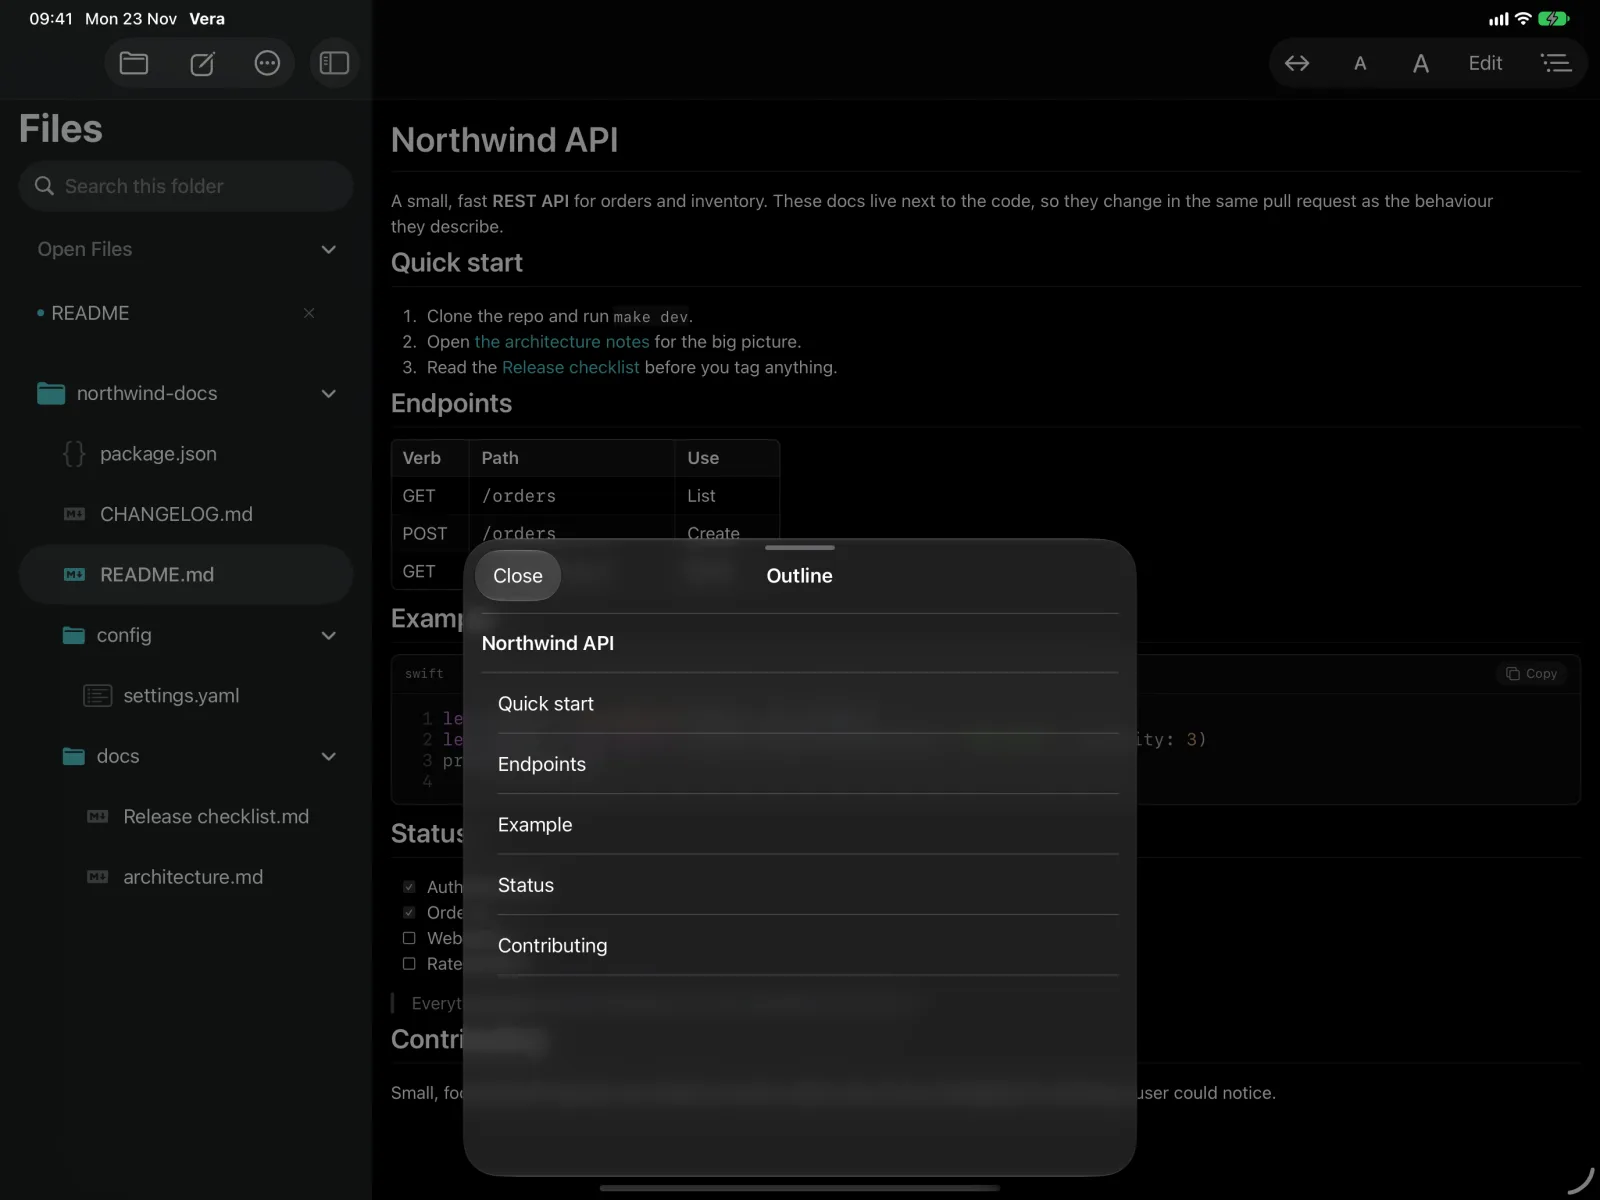 09:41 Mon 23 Nov Vera
A A Edit
Files
Search this folder
Open Files
README
northwind-docs
{} package.json
M↓ CHANGELOG.md
M↓ README.md
config
settings.yaml
docs
M↓ Release checklist.md
M↓ architecture.md
Northwind API
A small, fast REST API for orders and inventory. These docs live next to the code, so they change in the same pull request as the behaviour
they describe.
Quick start
1. Clone the repo and run make dev.
2. Open the architecture notes for the big picture.
3. Read the Release checklist before you tag anything.
Endpoints
Verb Path Use
GET /orders List
POST /orders Create
GET
swift
Copy
1
2 ity: 3)
3
4
user could notice.
Close
Outline
Northwind API
Quick start
Endpoints
Example
Status
Contributing